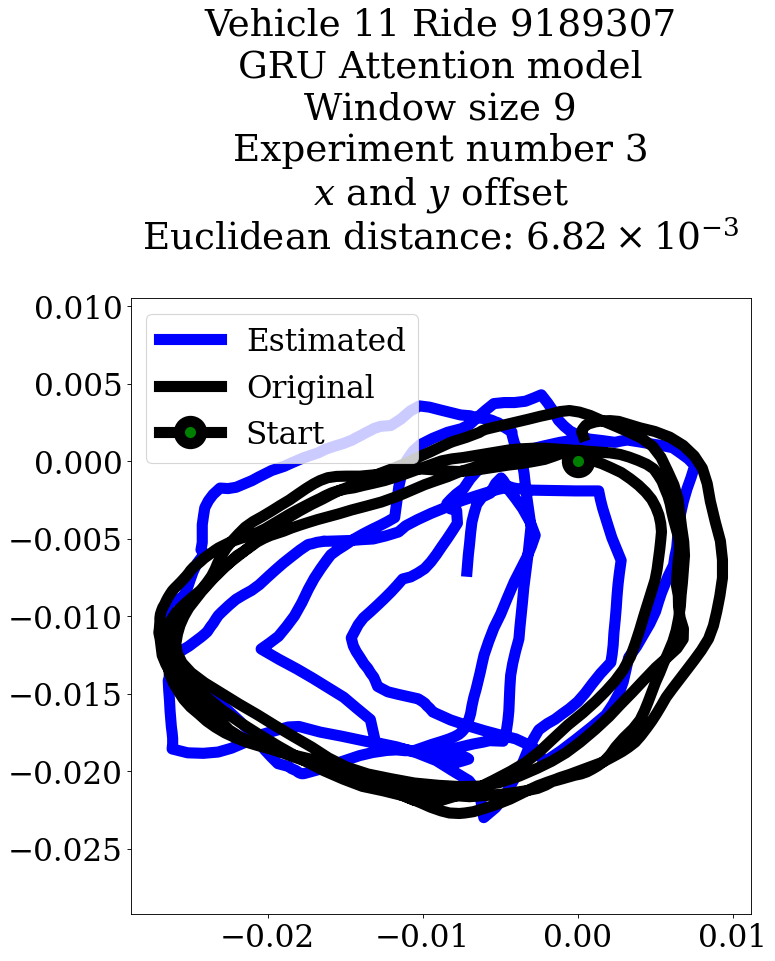 Vehicle 11 Ride 9189307
GRU Attention model
Window size 9
Experiment number 3
x and y offset
Euclidean distance: 6.82 × 10⁻³
0.010
0.005
0.000
−0.005
−0.010
−0.015
−0.020
−0.025
Estimated
Original
Start
−0.02
−0.01
0.00
0.01